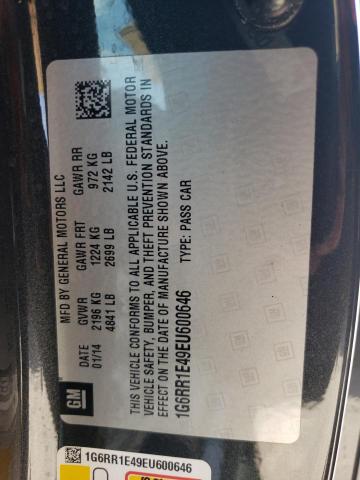 MFD BY GENERAL MOTORS LLC
01/14
GVWR
2196 KG
4841 LB
GAWR FRT
1224 KG
2699 LB
GAWR RR
972 KG
2142 LB
THIS VEHICLE CONFORMS TO ALL APPLICABLE U.S. FEDERAL MOTOR
VEHICLE SAFETY, BUMPER, AND THEFT PREVENTION STANDARDS IN
EFFECT ON THE DATE OF MANUFACTURE SHOWN ABOVE.
1G6RR1E49EU600646 TYPE: PASS CAR
GM
1G6RR1E49EU600646